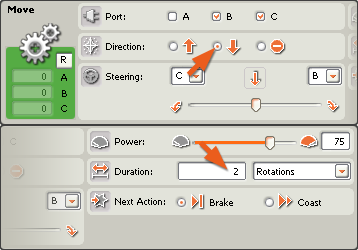 Move
Port: A B C
Direction:
R
Steering: C B
0 A
0 B
0 C
C Power: 75
Duration: 2 Rotations
B Next Action: Brake Coast